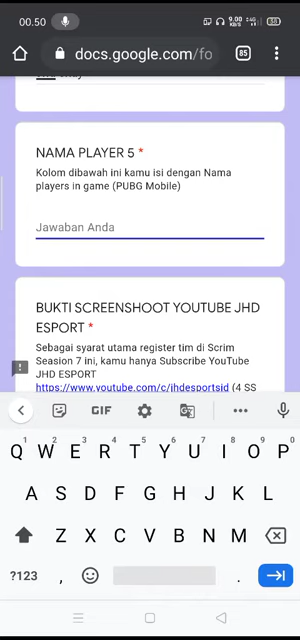 00.50
9.00
KB/S
docs.google.com/fo
85
NAMA PLAYER 5 *
Kolom dibawah ini kamu isi dengan Nama
players in game (PUBG Mobile)
Jawaban Anda
BUKTI SCREENSHOOT YOUTUBE JHD
ESPORT *
Sebagai syarat utama register tim di Scrim
Seasion 7 ini, kamu hanya Subscribe YouTube
JHD ESPORT
https://www.youtube.com/c/jhdesportsid (4 SS
GIF
1 2 3 4 5 6 7 8 9 0
Q W E R T Y U I O P
A S D F G H J K L
Z X C V B N M
?123 , .